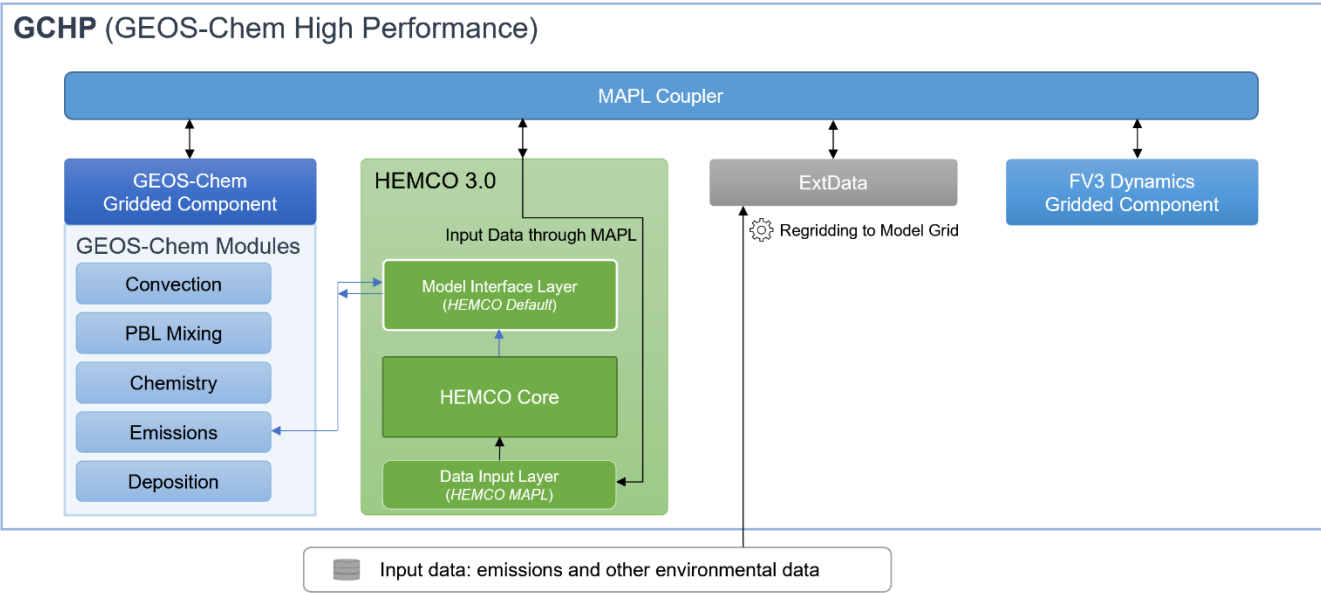 GCHP (GEOS-Chem High Performance)
MAPL Coupler
GEOS-Chem
Gridded Component
GEOS-Chem Modules
Convection
PBL Mixing
Chemistry
Emissions
Deposition
HEMCO 3.0
Input Data through MAPL
Model Interface Layer
(HEMCO Default)
HEMCO Core
Data Input Layer
(HEMCO MAPL)
ExtData
Regridding to Model Grid
FV3 Dynamics
Gridded Component
Input data: emissions and other environmental data